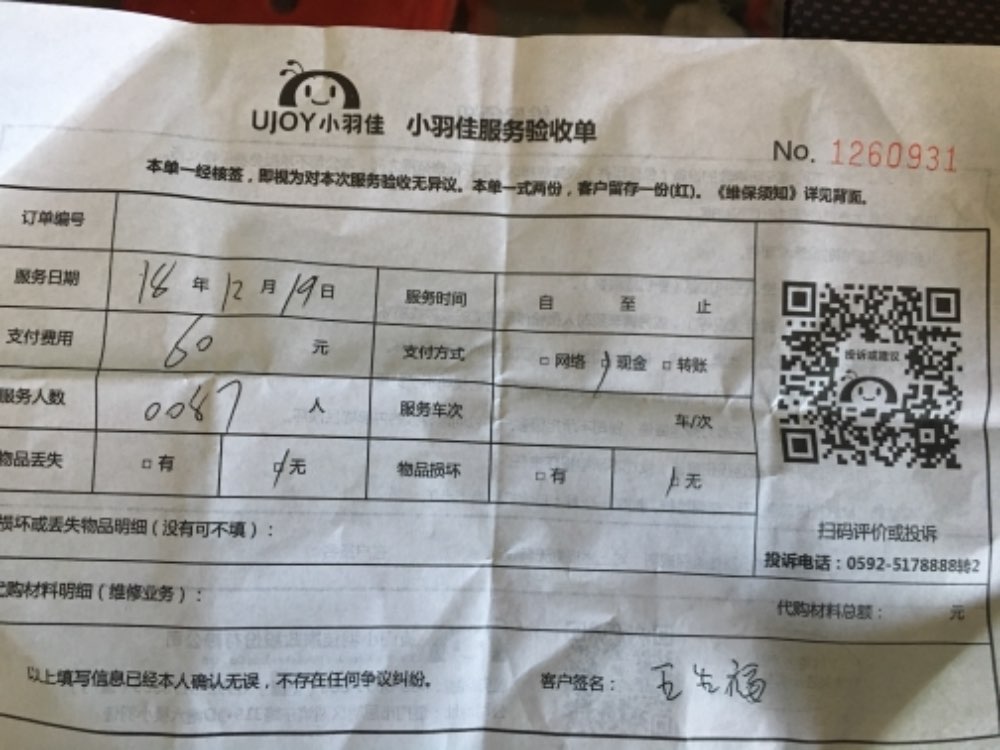 UJOY小羽佳 小羽佳服务验收单
No. 1260931
本单一经核签，即视为对本次服务验收无异议。本单一式两份，客户留存一份(红)。《维保须知》详见背面。
订单编号
服务日期 18 年 12 月 19 日 服务时间 自 至 止
支付费用 60 元 支付方式 □ 网络 □ 现金 □ 转账
服务人数 0087 人 服务车次 车/次
物品丢失 □ 有 □ 无 物品损坏 □ 有 □ 无
投诉或建议
扫码评价或投诉
投诉电话：0592-5178888转2
损坏或丢失物品明细（没有可不填）：
代购材料明细（维修业务）：
代购材料总额： 元
以上填写信息已经本人确认无误，不存在任何争议纠纷。 客户签名：